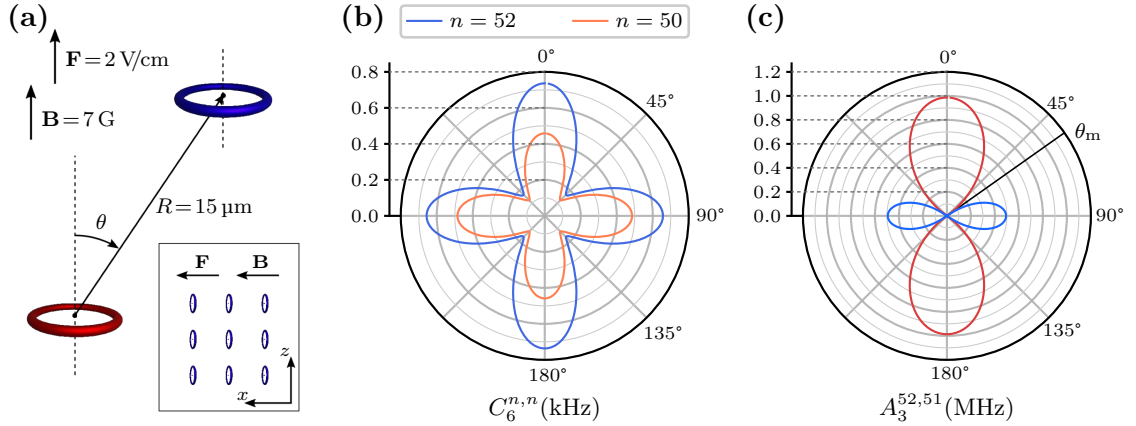 (a)
F = 2 V/cm
B = 7 G
R = 15 µm
θ
F B
z
x
(b)
n = 52 n = 50
0°
0.8
0.6
0.4
0.2
0.0
45°
90°
135°
180°
C₆ⁿ,ⁿ(kHz)
(c)
0°
1.2
1.0
0.8
0.6
0.4
0.2
0.0
45°
θₘ
90°
135°
180°
A₃⁵²,⁵¹(MHz)